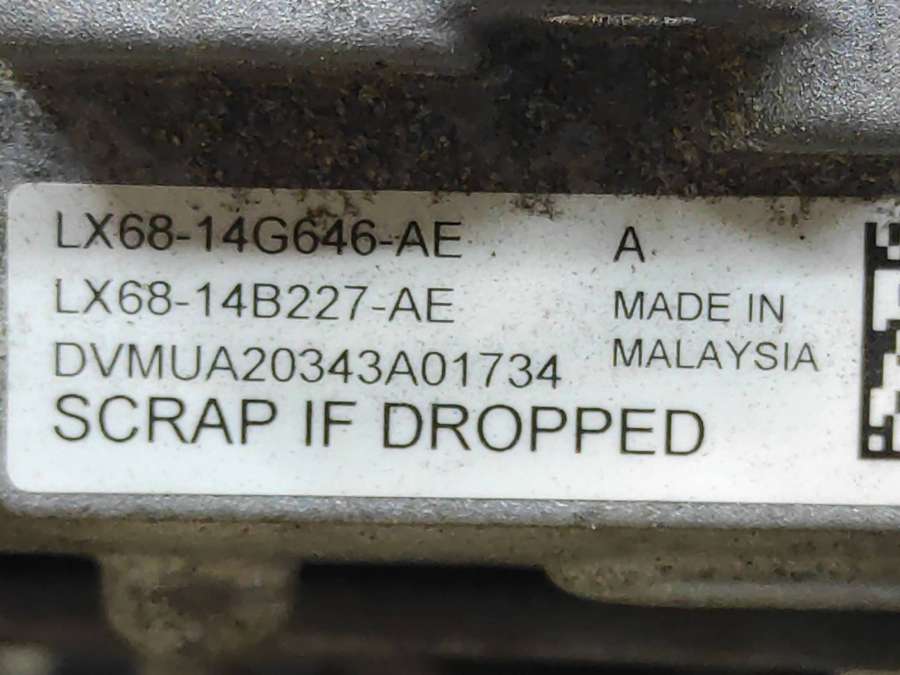 LX68-14G646-AE A
LX68-14B227-AE MADE IN
DVMUA20343A01734 MALAYSIA
SCRAP IF DROPPED